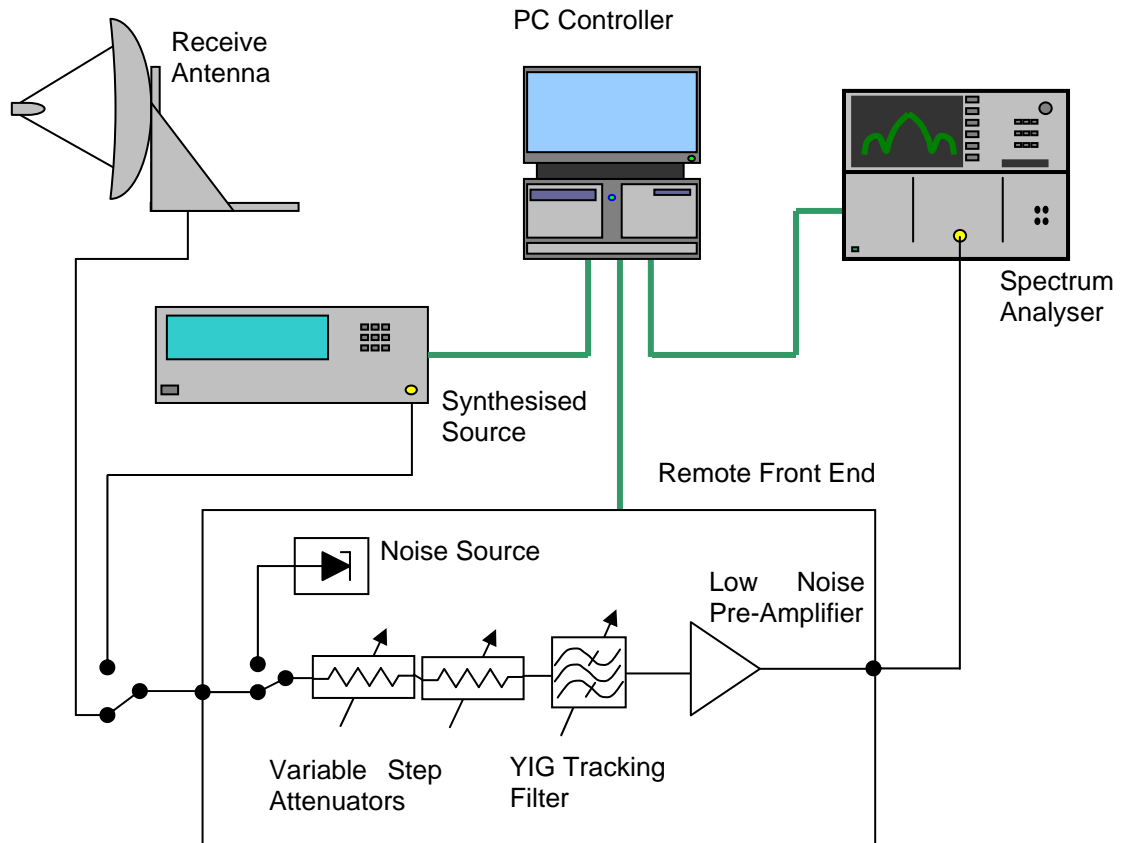 PC Controller
Receive
Antenna
Spectrum
Analyser
Synthesised
Source
Remote Front End
Noise Source
Low Noise
Pre-Amplifier
Variable Step
Attenuators
YIG Tracking
Filter